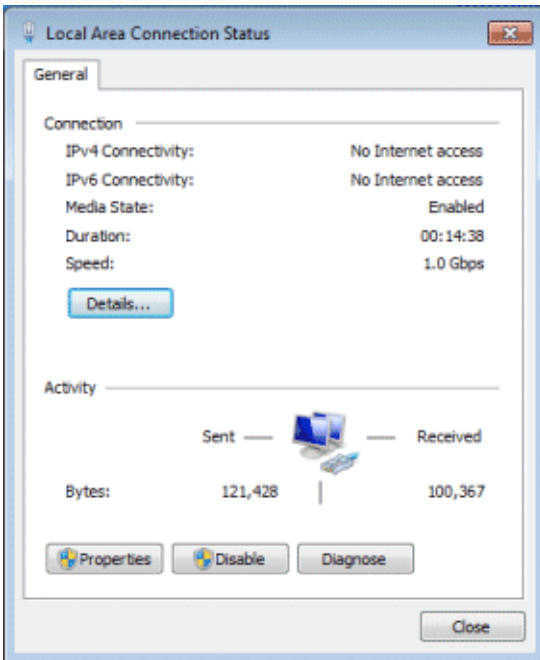 Local Area Connection Status
General
Connection
IPv4 Connectivity: No Internet access
IPv6 Connectivity: No Internet access
Media State: Enabled
Duration: 00:14:38
Speed: 1.0 Gbps
Details...
Activity
Sent Received
Bytes: 121,428 100,367
Properties Disable Diagnose
Close